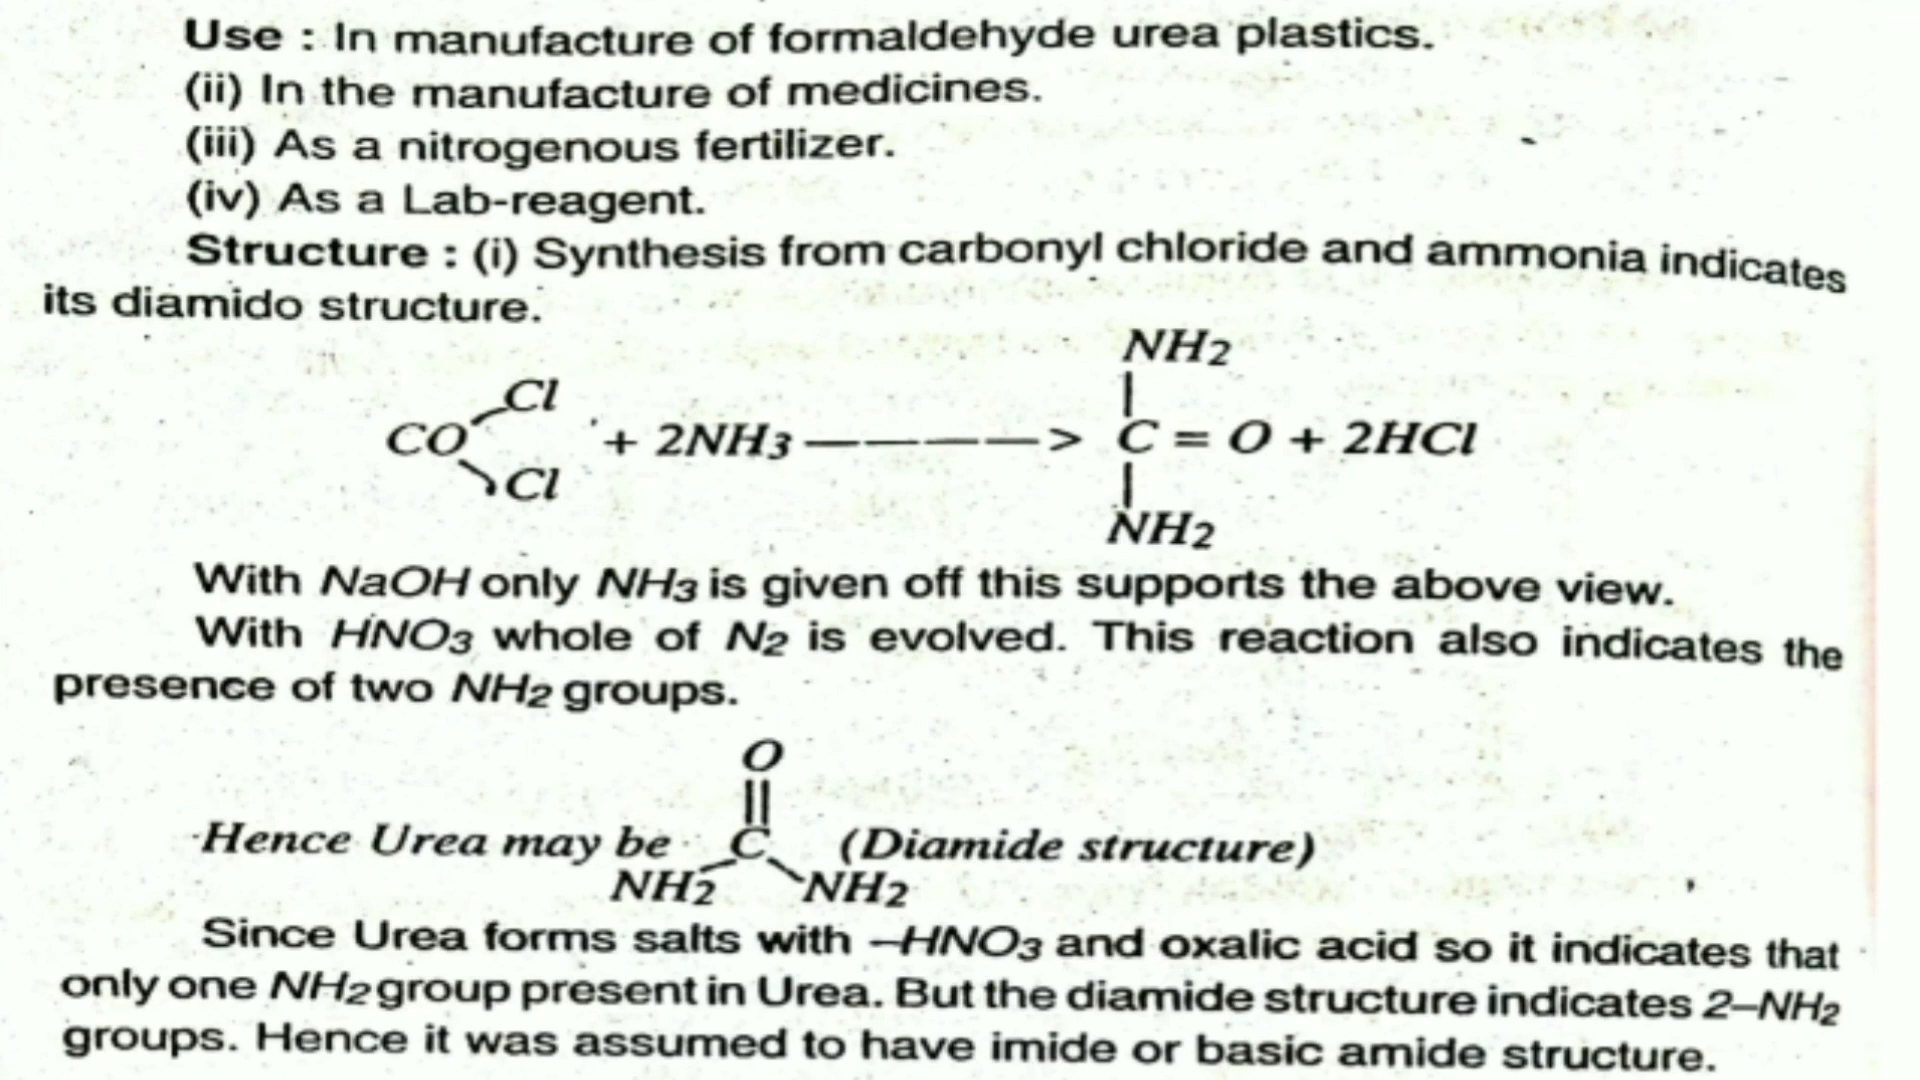 Use : In manufacture of formaldehyde urea plastics.
(ii) In the manufacture of medicines.
(iii) As a nitrogenous fertilizer.
(iv) As a Lab-reagent.
Structure : (i) Synthesis from carbonyl chloride and ammonia indicates
its diamido structure.
NH2
|
Cl
CO + 2NH3 —————> C = O + 2HCl
Cl
|
NH2
With NaOH only NH3 is given off this supports the above view.
With HNO3 whole of N2 is evolved. This reaction also indicates the
presence of two NH2 groups.
O
||
Hence Urea may be C (Diamide structure)
NH2 NH2
Since Urea forms salts with –HNO3 and oxalic acid so it indicates that
only one NH2 group present in Urea. But the diamide structure indicates 2–NH2
groups. Hence it was assumed to have imide or basic amide structure.